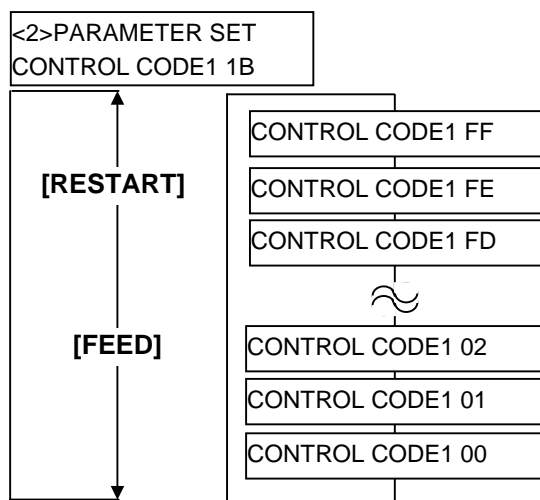 <2>PARAMETER SET
CONTROL CODE1 1B
CONTROL CODE1 FF
[RESTART]
CONTROL CODE1 FE
CONTROL CODE1 FD
[FEED]
CONTROL CODE1 02
CONTROL CODE1 01
CONTROL CODE1 00